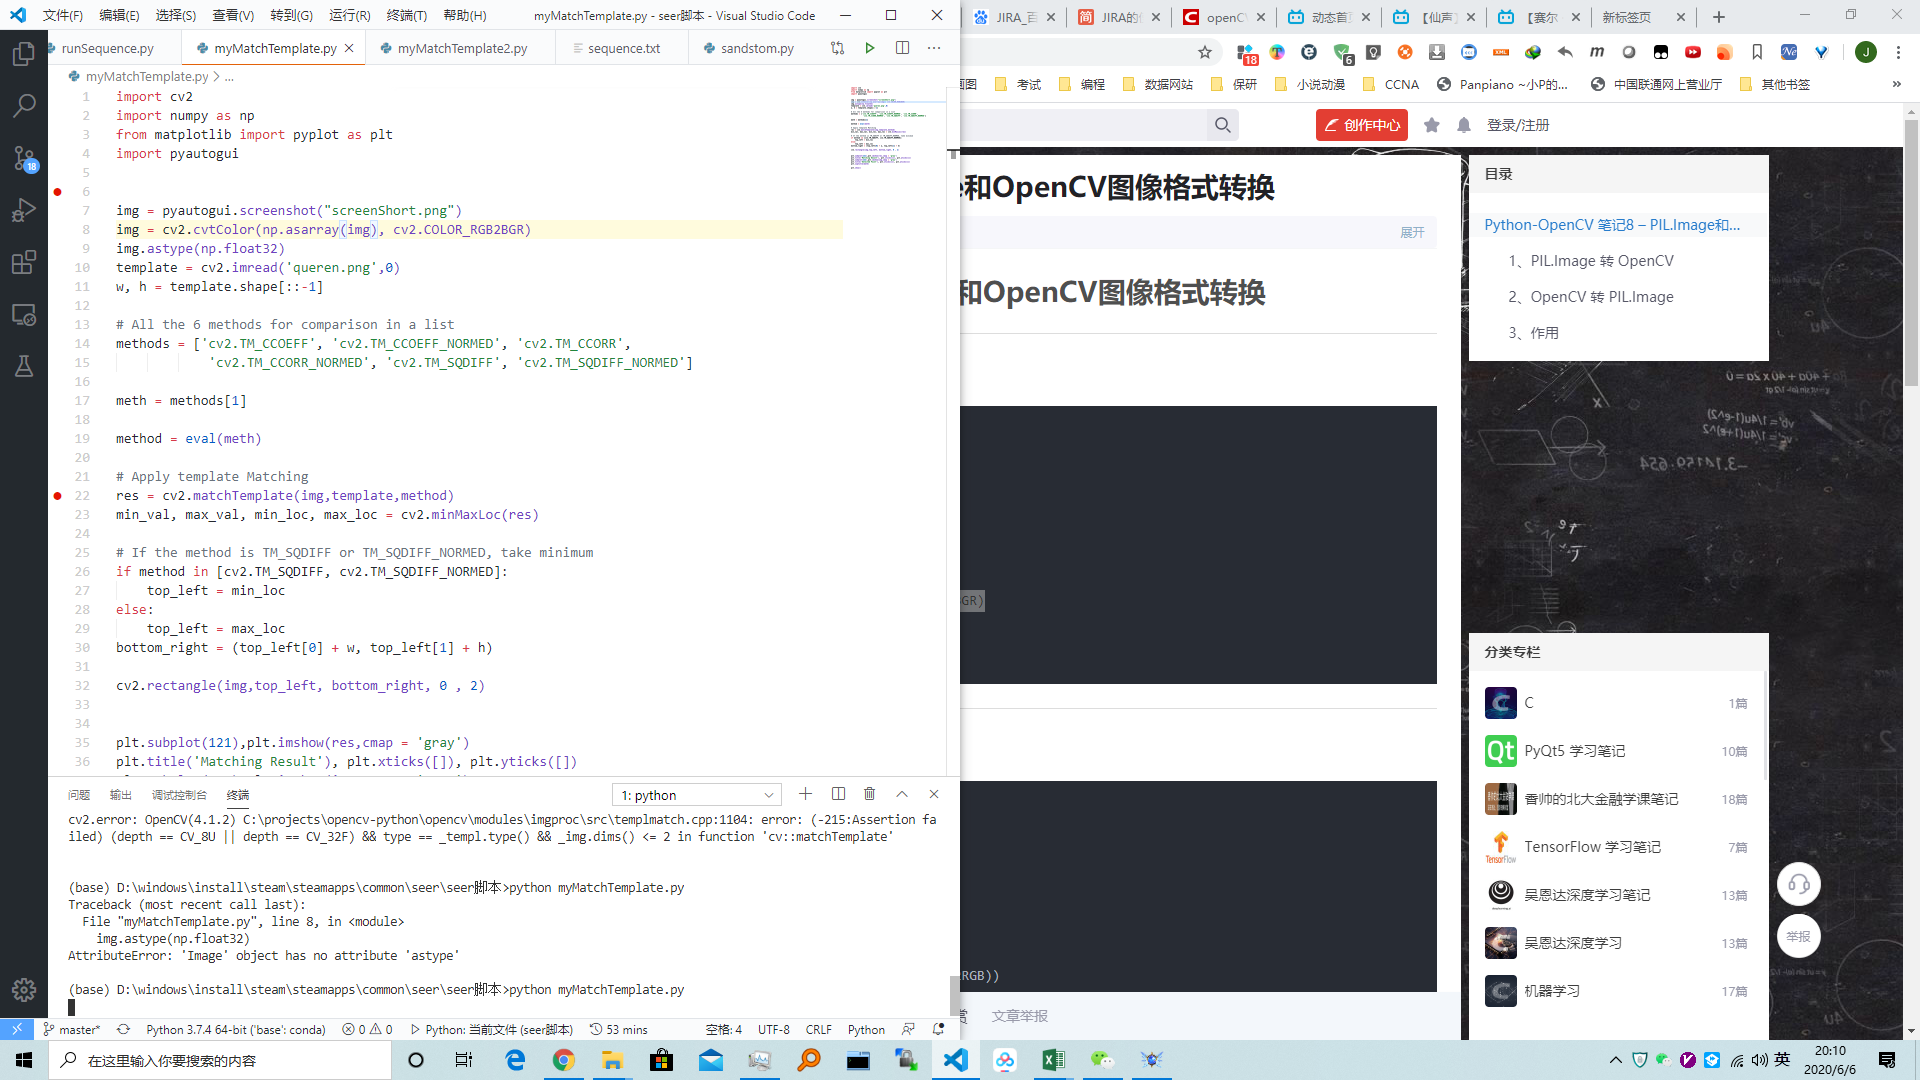 文件(F) 编辑(E) 选择(S) 查看(V) 转到(G) 运行(R) 终端(T) 帮助(H) myMatchTemplate.py - seer脚本 - Visual Studio Code
runSequence.py myMatchTemplate.py myMatchTemplate2.py sequence.txt sandstom.py
myMatchTemplate.py > ...
1 import cv2
2 import numpy as np
3 from matplotlib import pyplot as plt
4 import pyautogui
5
6
7 img = pyautogui.screenshot("screenShort.png")
8 img = cv2.cvtColor(np.asarray(img), cv2.COLOR_RGB2BGR)
9 img.astype(np.float32)
10 template = cv2.imread('queren.png',0)
11 w, h = template.shape[::-1]
12
13 # All the 6 methods for comparison in a list
14 methods = ['cv2.TM_CCOEFF', 'cv2.TM_CCOEFF_NORMED', 'cv2.TM_CCORR',
15 'cv2.TM_CCORR_NORMED', 'cv2.TM_SQDIFF', 'cv2.TM_SQDIFF_NORMED']
16
17 meth = methods[1]
18
19 method = eval(meth)
20
21 # Apply template Matching
22 res = cv2.matchTemplate(img,template,method)
23 min_val, max_val, min_loc, max_loc = cv2.minMaxLoc(res)
24
25 # If the method is TM_SQDIFF or TM_SQDIFF_NORMED, take minimum
26 if method in [cv2.TM_SQDIFF, cv2.TM_SQDIFF_NORMED]:
27 top_left = min_loc
28 else:
29 top_left = max_loc
30 bottom_right = (top_left[0] + w, top_left[1] + h)
31
32 cv2.rectangle(img,top_left, bottom_right, 0 , 2)
33
34
35 plt.subplot(121),plt.imshow(res,cmap = 'gray')
36 plt.title('Matching Result'), plt.xticks([]), plt.yticks([])
问题 输出 调试控制台 终端 1: python
cv2.error: OpenCV(4.1.2) C:\projects\opencv-python\opencv\modules\imgproc\src\templmatch.cpp:1104: error: (-215:Assertion fa
iled) (depth == CV_8U || depth == CV_32F) && type == _templ.type() && _img.dims() <= 2 in function 'cv::matchTemplate'
(base) D:\windows\install\steam\steamapps\common\seer\seer脚本>python myMatchTemplate.py
Traceback (most recent call last):
File "myMatchTemplate.py", line 8, in <module>
img.astype(np.float32)
AttributeError: 'Image' object has no attribute 'astype'
(base) D:\windows\install\steam\steamapps\common\seer\seer脚本>python myMatchTemplate.py
18
master* Python 3.7.4 64-bit ('base': conda) 0 0 Python: 当前文件 (seer脚本) 53 mins 空格: 4 UTF-8 CRLF Python
JIRA_百 JIRA的 openC 动态首 【仙声 【赛尔 新标签页
18 6 J
画图 考试 编程 数据网站 保研 小说动漫 CCNA Panpiano ~小P的... 中国联通网上营业厅 其他书签 »
创作中心 登录/注册
e和OpenCV图像格式转换
展开
和OpenCV图像格式转换
GR)
RGB))
文章举报
目录
Python-OpenCV 笔记8 – PIL.Image和...
1、PIL.Image 转 OpenCV
2、OpenCV 转 PIL.Image
3、作用
分类专栏
C 1篇
PyQt5 学习笔记 10篇
香帅的北大金融学课笔记 18篇
TensorFlow 学习笔记 7篇
吴恩达深度学习笔记 13篇
吴恩达深度学习 13篇
机器学习 17篇
举报
在这里输入你要搜索的内容
英
20:10
2020/6/6